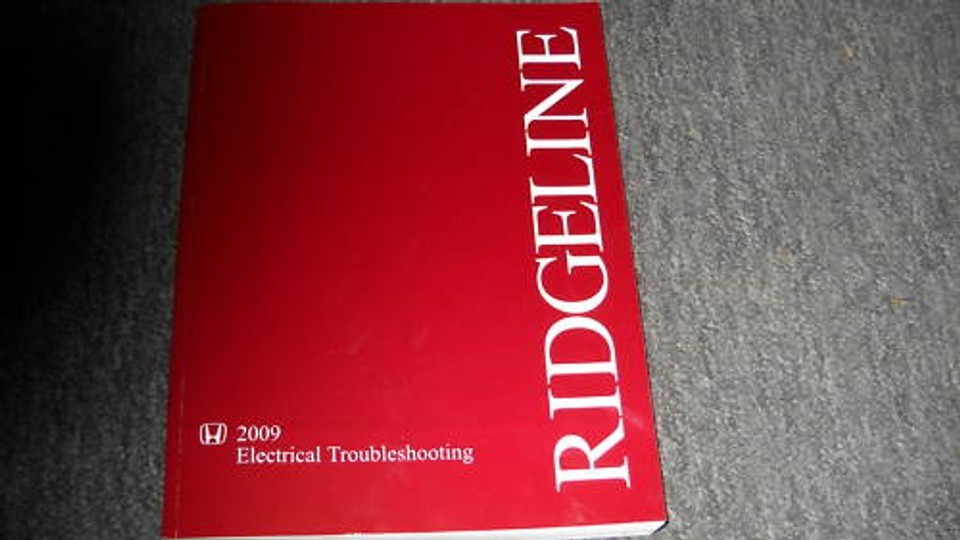 RIDGELINE
2009
Electrical Troubleshooting